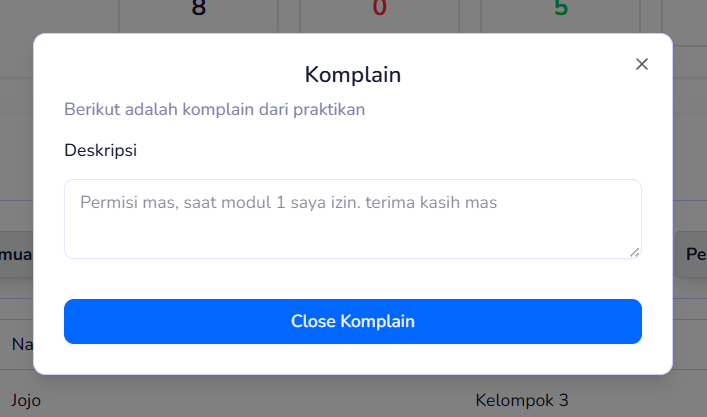 8
0
5
Komplain
Berikut adalah komplain dari praktikan
Deskripsi
Permisi mas, saat modul 1 saya izin. terima kasih mas
Close Komplain
Jojo
Kelompok 3